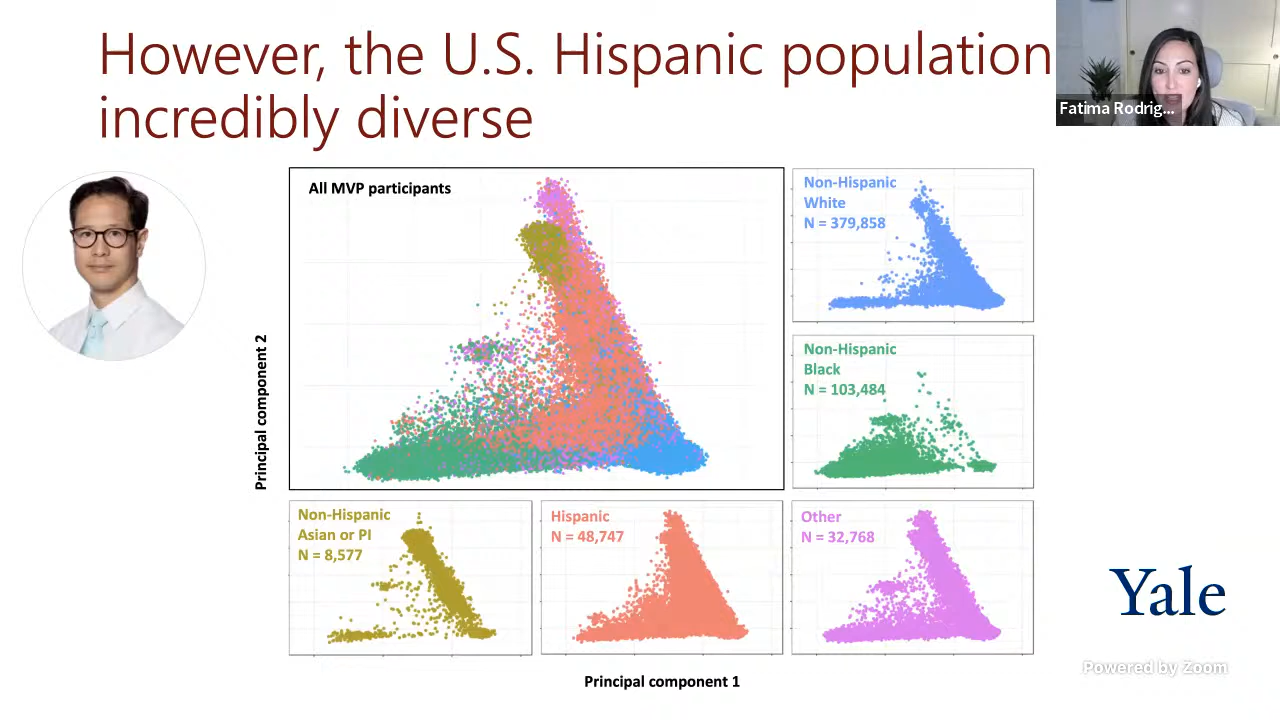 However, the U.S. Hispanic population
incredibly diverse
Fatima Rodrig...
All MVP participants
Non-Hispanic
White
N = 379,858
Principal component 2
Non-Hispanic
Black
N = 103,484
Non-Hispanic
Asian or PI
N = 8,577
Hispanic
N = 48,747
Other
N = 32,768
Yale
Powered by Zoom
Principal component 1